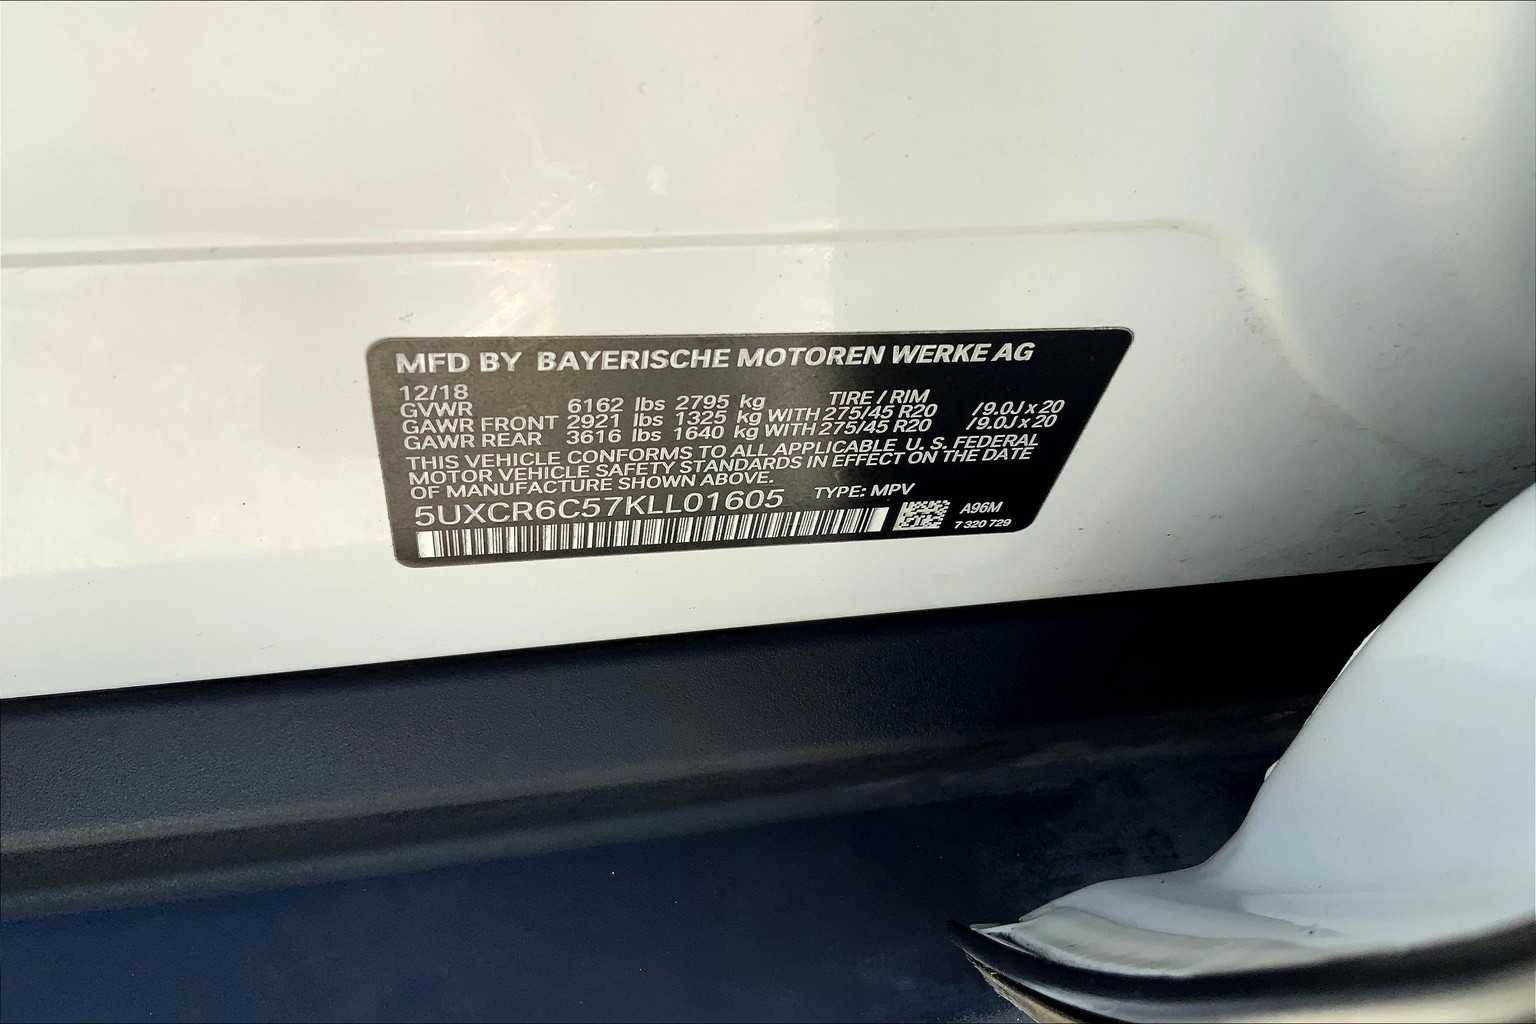 MFD BY BAYERISCHE MOTOREN WERKE AG
12/18 TIRE / RIM
GVWR 6162 lbs 2795 kg
GAWR FRONT 2921 lbs 1325 kg WITH 275/45 R20 /9.0J x 20
GAWR REAR 3616 lbs 1640 kg WITH 275/45 R20 /9.0J x 20
THIS VEHICLE CONFORMS TO ALL APPLICABLE U. S. FEDERAL
MOTOR VEHICLE SAFETY STANDARDS IN EFFECT ON THE DATE
OF MANUFACTURE SHOWN ABOVE.
5UXCR6C57KLL01605 TYPE: MPV
A96M
7 320 729